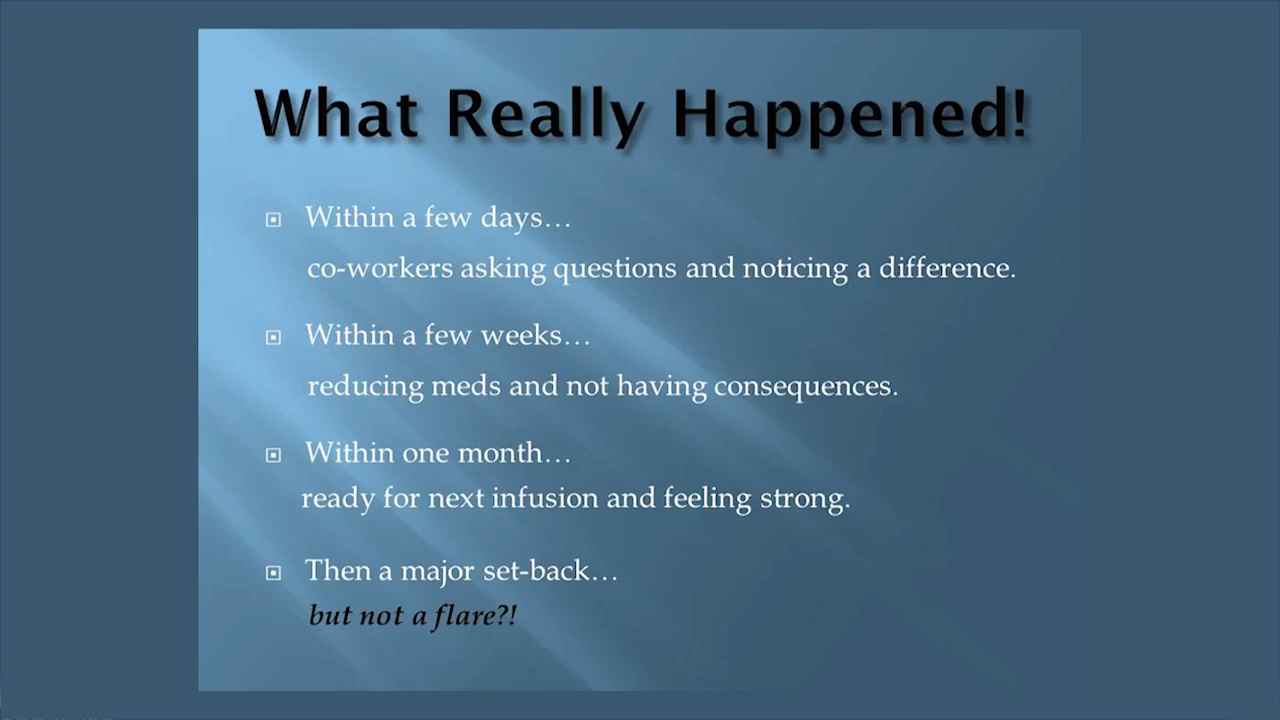 What Really Happened!
Within a few days…
co-workers asking questions and noticing a difference.
Within a few weeks…
reducing meds and not having consequences.
Within one month…
ready for next infusion and feeling strong.
Then a major set-back…
but not a flare?!